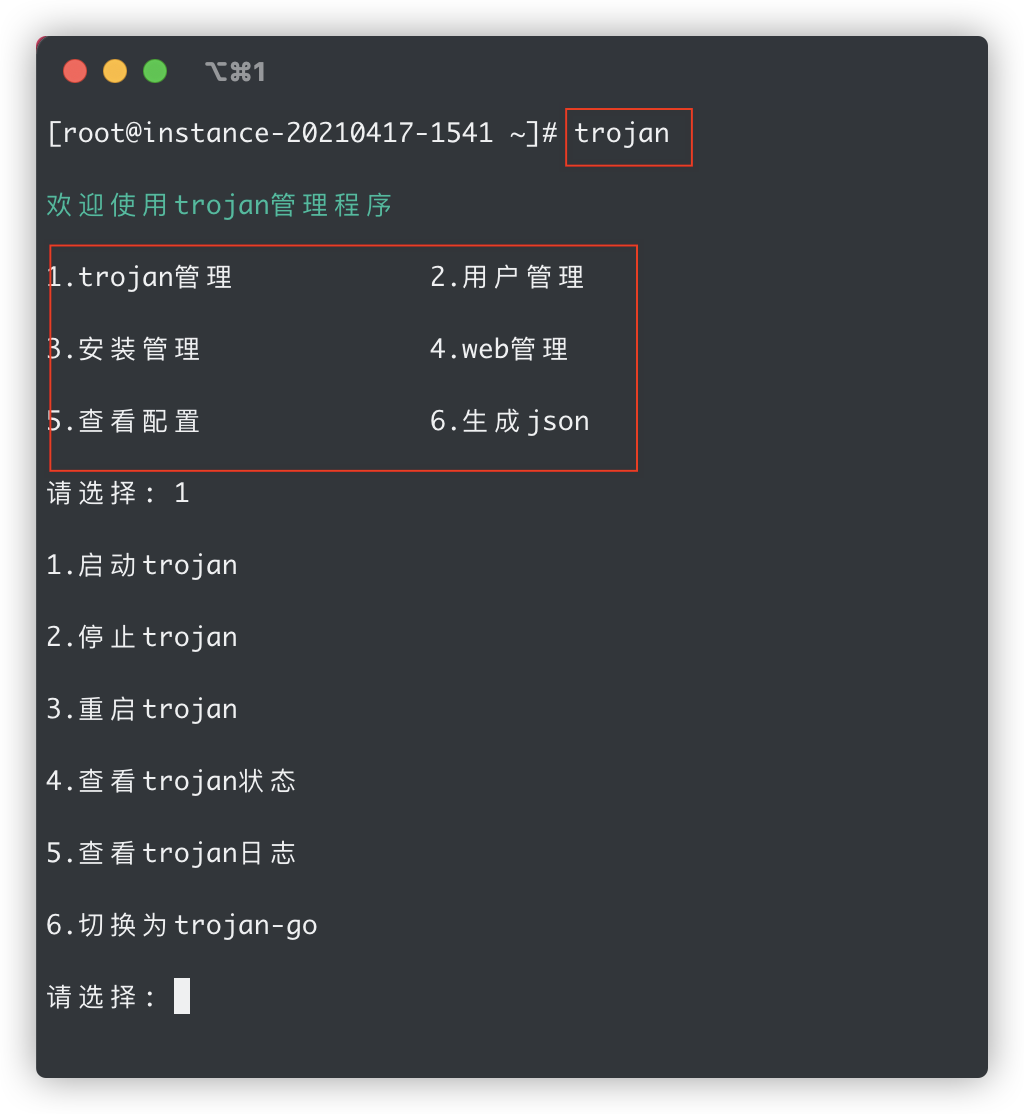 ⌥⌘1
[root@instance-20210417-1541 ~]# trojan
欢迎使用trojan管理程序
1.trojan管理 2.用户管理
3.安装管理 4.web管理
5.查看配置 6.生成json
请选择: 1
1.启动trojan
2.停止trojan
3.重启trojan
4.查看trojan状态
5.查看trojan日志
6.切换为trojan-go
请选择: